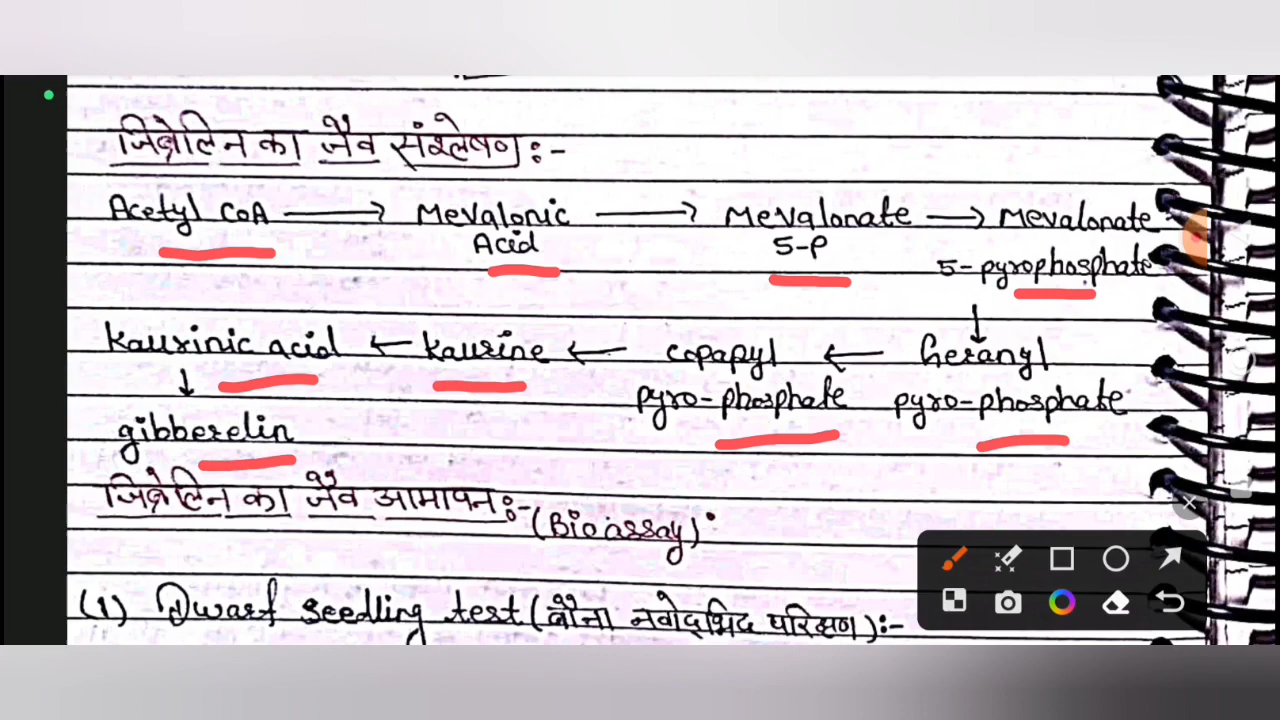 जिब्रेलिन का जैव संश्लेषण :-
Acetyl CoA → Mevalonic → Mevalonate → Mevalonate
Acid 5-P 5-pyrophosphate
↓
Kaurinic acid ← Kaurine ← copapyl ← Geranyl
↓ pyro-phosphate pyro-phosphate
gibberelin
जिब्रेलिन का जैव आमापन :- (Bioassay)
(1) Dwarf seedling test (बौना नवोद्भिद परिक्षण) :-